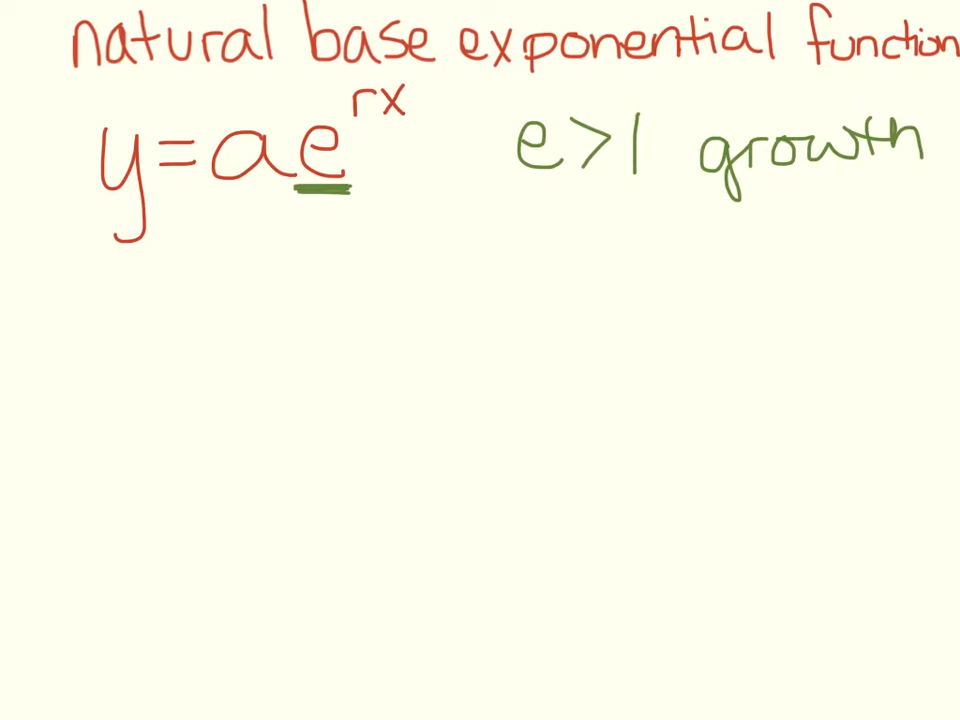 natural base exponential function
y = ae^{rx} e > 1 growth